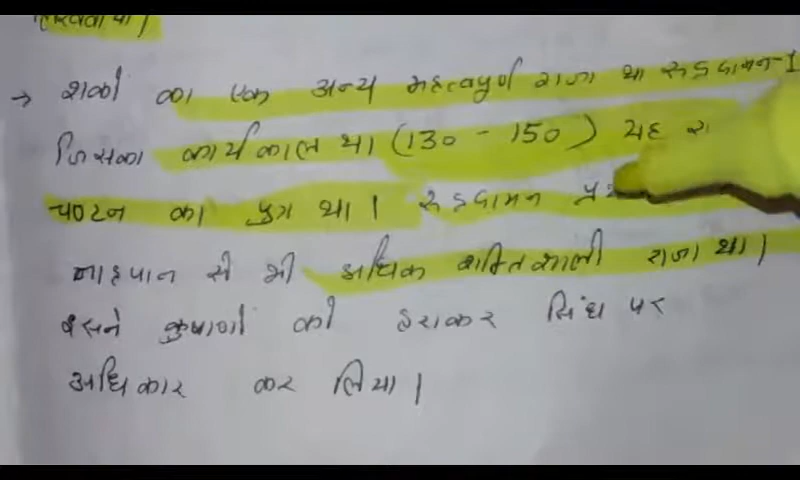 → शकों का एक अन्य महत्वपूर्ण राजा था रुद्रदामन-I
जिसका कार्यकाल था (130 - 150) यह
चष्टन का पुत्र था। रुद्रदामन
नाहपान से भी अधिक शक्तिशाली राजा था।
इसने कुषाणों को हराकर सिंध पर
अधिकार कर लिया।